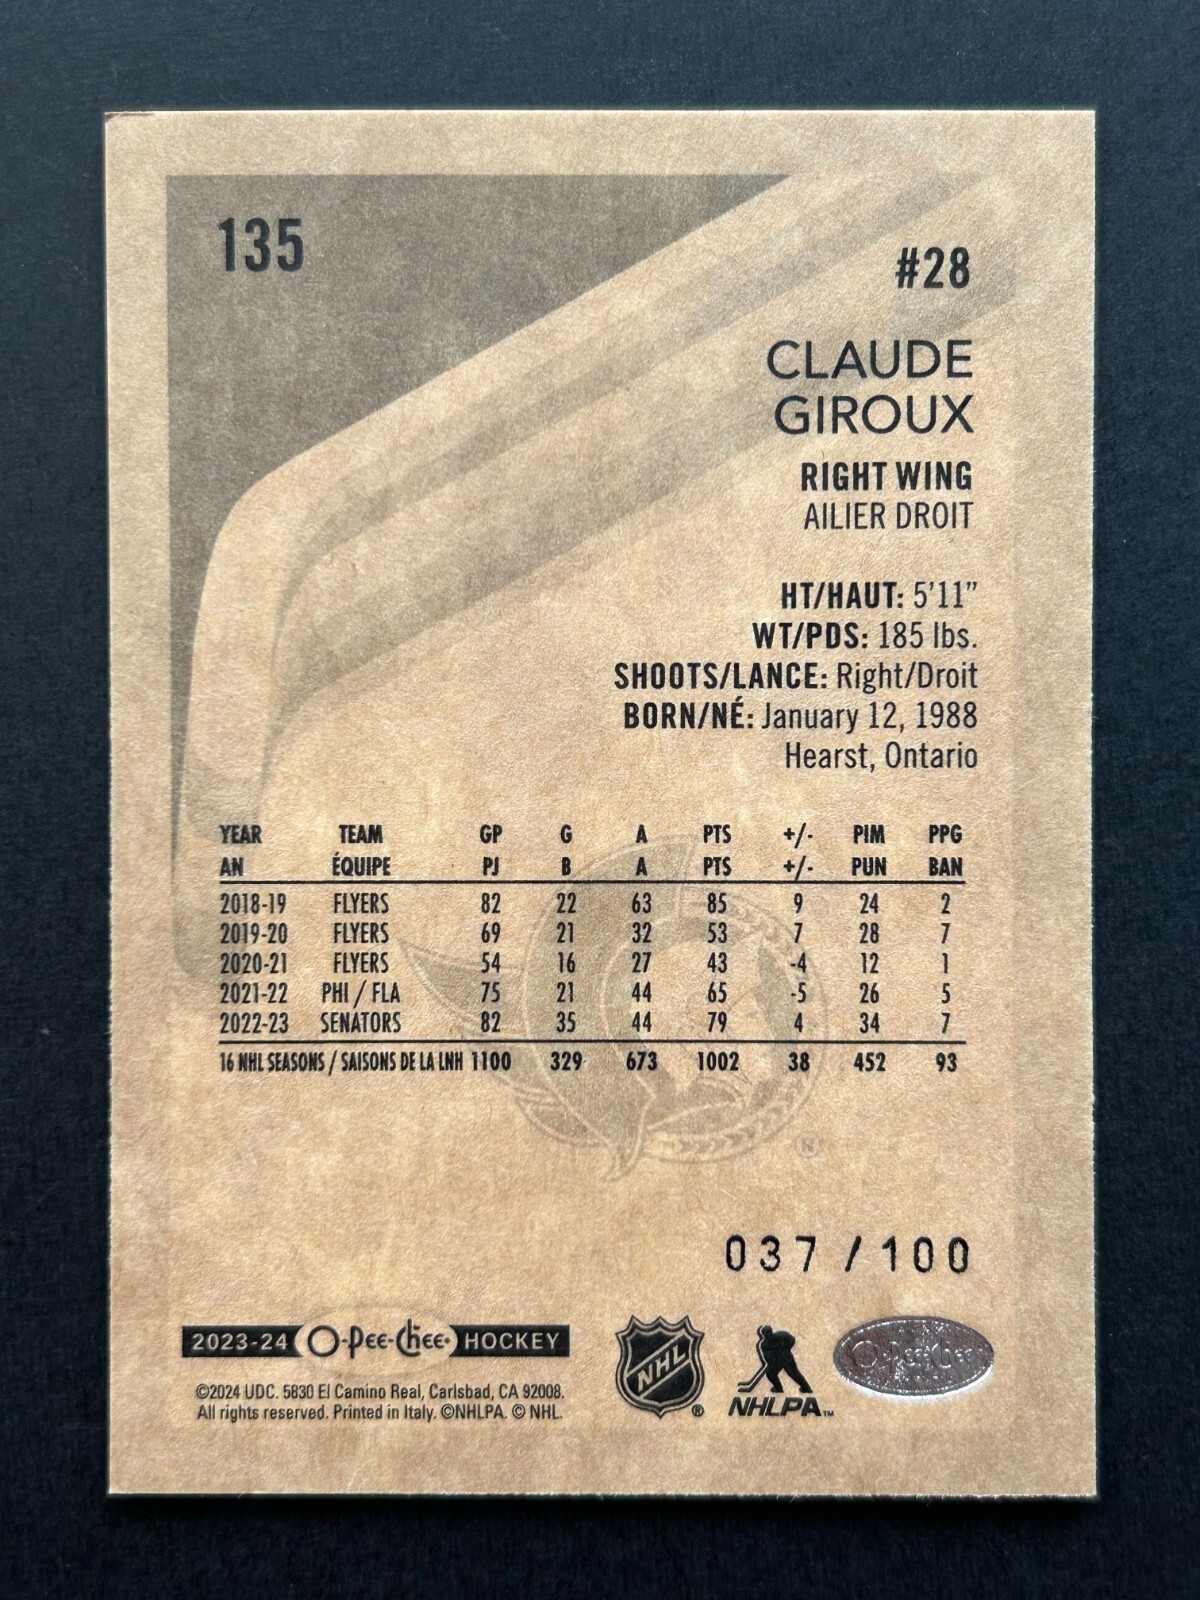 135
#28
CLAUDE
GIROUX
RIGHT WING
AILIER DROIT
HT/HAUT: 5'11"
WT/PDS: 185 lbs.
SHOOTS/LANCE: Right/Droit
BORN/NÉ: January 12, 1988
Hearst, Ontario
YEAR TEAM GP G A PTS +/- PIM PPG
AN ÉQUIPE PJ B A PTS +/- PUN BAN
2018-19 FLYERS 82 22 63 85 9 24 2
2019-20 FLYERS 69 21 32 53 7 28 7
2020-21 FLYERS 54 16 27 43 -4 12 1
2021-22 PHI / FLA 75 21 44 65 -5 26 5
2022-23 SENATORS 82 35 44 79 4 34 7
16 NHL SEASONS / SAISONS DE LA LNH 1100 329 673 1002 38 452 93
®
037/100
2023-24 O-Pee-Chee® HOCKEY
©2024 UDC. 5830 El Camino Real, Carlsbad, CA 92008.
All rights reserved. Printed in Italy. ©NHLPA. © NHL.
NHL ®
NHLPA™
O-Pee-Chee